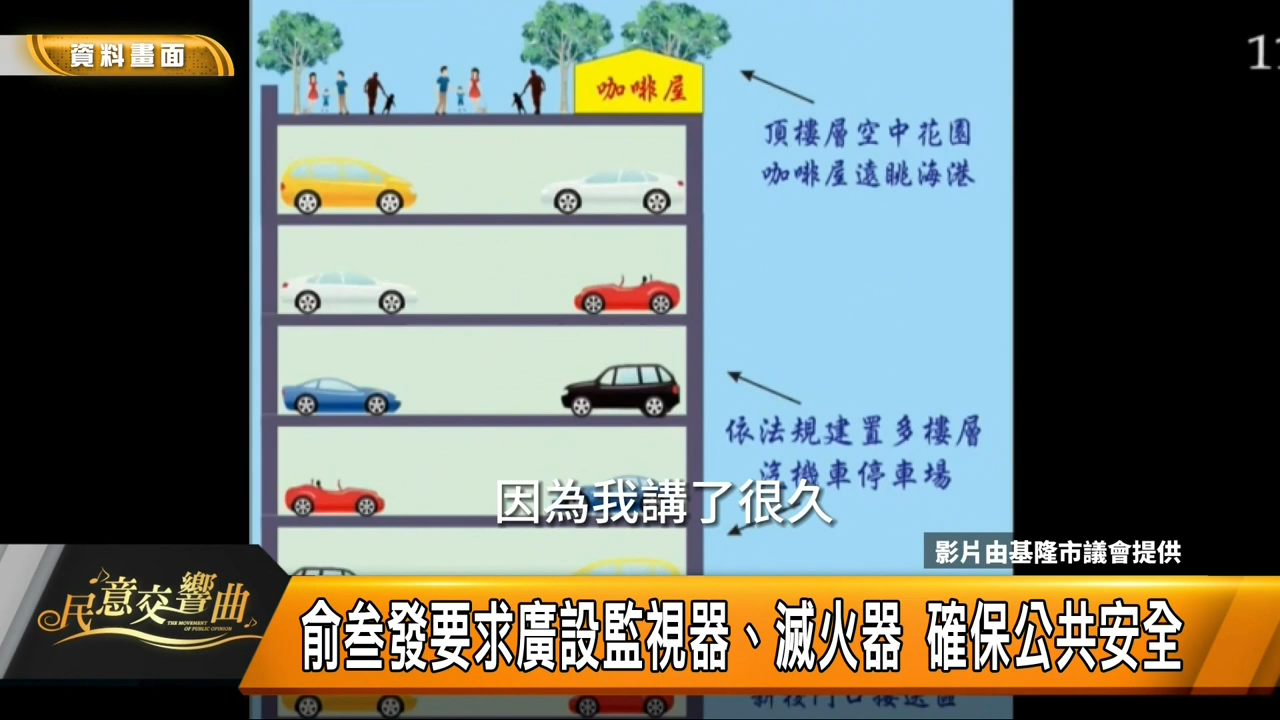 資料畫面
11
咖啡屋
頂樓層空中花園
咖啡屋遠眺海港
依法規建置多樓層
汽機車停車場
因為我講了很久
影片由基隆市議會提供
民意交響曲
THE MOVEMENT
OF PUBLIC OPINION
俞叁發要求廣設監視器、滅火器 確保公共安全